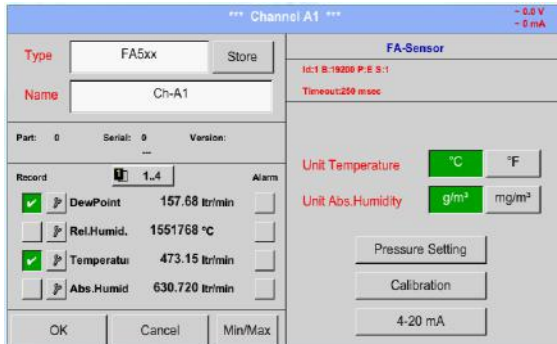 *** Channel A1 ***
~ 0.0 V
~ 0 mA
Type
FA5xx
Store
Name
Ch-A1
Part: 0 Serial: 0 Version:
---
Record
1..4
Alarm
DewPoint 157.68 ltr/min
Rel.Humid. 1551768 °C
Temperatur 473.15 ltr/min
Abs.Humid 630.720 ltr/min
OK
Cancel
Min/Max
FA-Sensor
Id:1 B:19200 P:E S:1
Timeout:250 msec
Unit Temperature °C °F
Unit Abs.Humidity g/m³ mg/m³
Pressure Setting
Calibration
4-20 mA